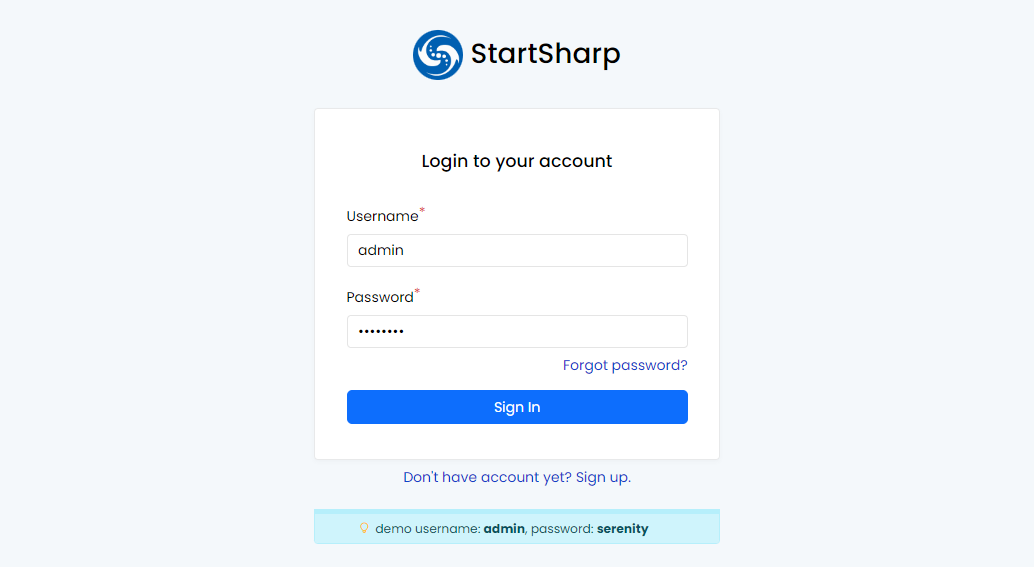 StartSharp
Login to your account
Username*
admin
Password*
••••••••
Forgot password?
Sign In
Don't have account yet? Sign up.
demo username: admin, password: serenity